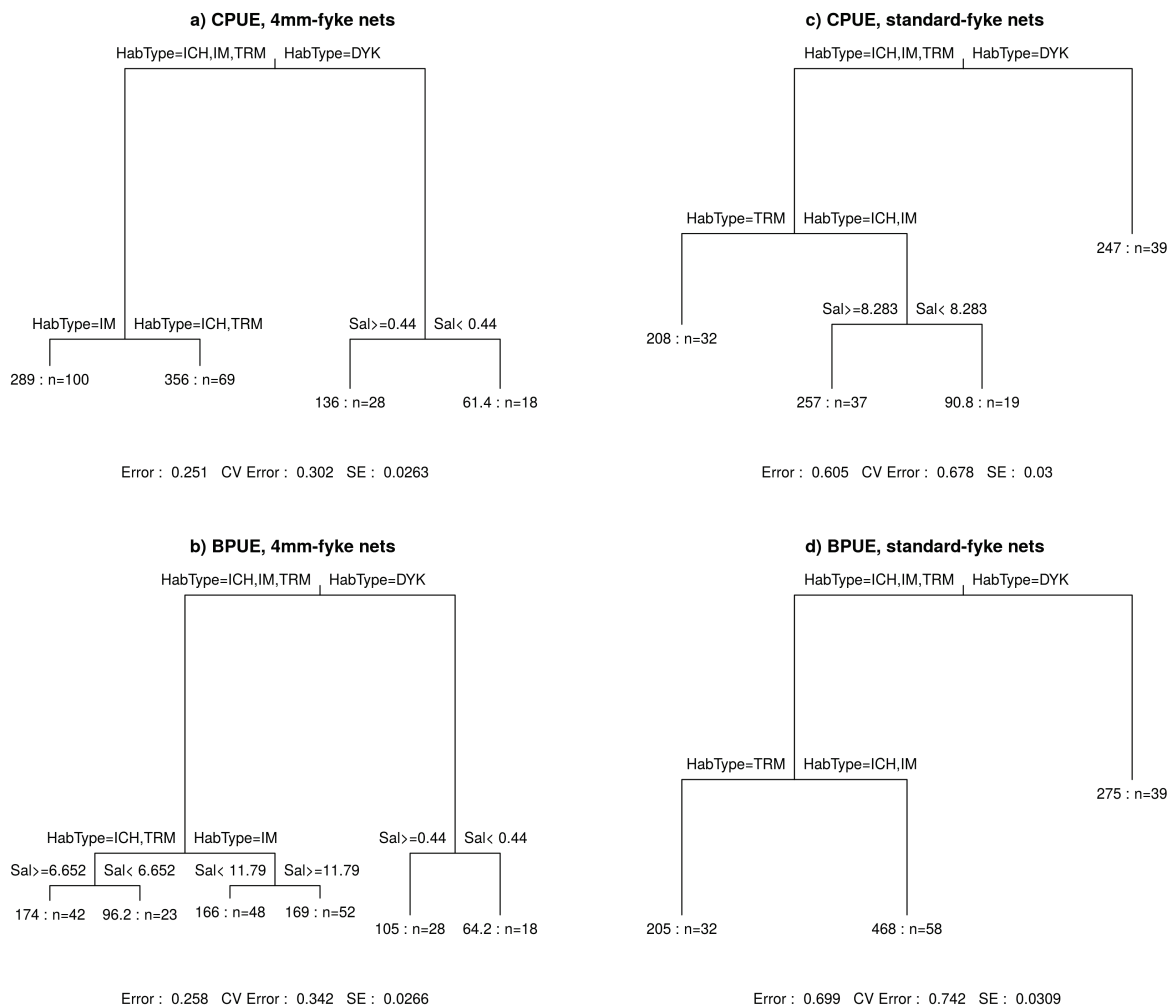 a) CPUE, 4mm-fyke nets
HabType=ICH,IM,TRM HabType=DYK
HabType=IM HabType=ICH,TRM
289 : n=100 356 : n=69
Sal>=0.44 Sal< 0.44
136 : n=28 61.4 : n=18
Error : 0.251 CV Error : 0.302 SE : 0.0263
c) CPUE, standard-fyke nets
HabType=ICH,IM,TRM HabType=DYK
HabType=TRM HabType=ICH,IM
247 : n=39
Sal>=8.283 Sal< 8.283
208 : n=32
257 : n=37 90.8 : n=19
Error : 0.605 CV Error : 0.678 SE : 0.03
b) BPUE, 4mm-fyke nets
HabType=ICH,IM,TRM HabType=DYK
HabType=ICH,TRM HabType=IM
Sal>=0.44 Sal< 0.44
Sal>=6.652 Sal< 6.652 Sal< 11.79 Sal>=11.79
174 : n=42 96.2 : n=23 166 : n=48 169 : n=52
105 : n=28 64.2 : n=18
Error : 0.258 CV Error : 0.342 SE : 0.0266
d) BPUE, standard-fyke nets
HabType=ICH,IM,TRM HabType=DYK
HabType=TRM HabType=ICH,IM
275 : n=39
205 : n=32 468 : n=58
Error : 0.699 CV Error : 0.742 SE : 0.0309